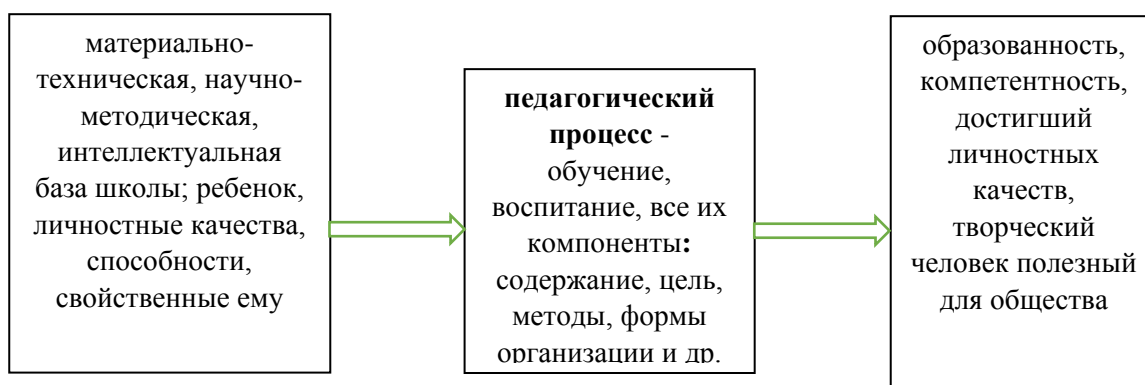 материально-
техническая, научно-
методическая,
интеллектуальная
база школы; ребенок,
личностные качества,
способности,
свойственные ему
педагогический
процесс -
обучение,
воспитание, все их
компоненты:
содержание, цель,
методы, формы
организации и др.
образованность,
компетентность,
достигший
личностных
качеств,
творческий
человек полезный
для общества